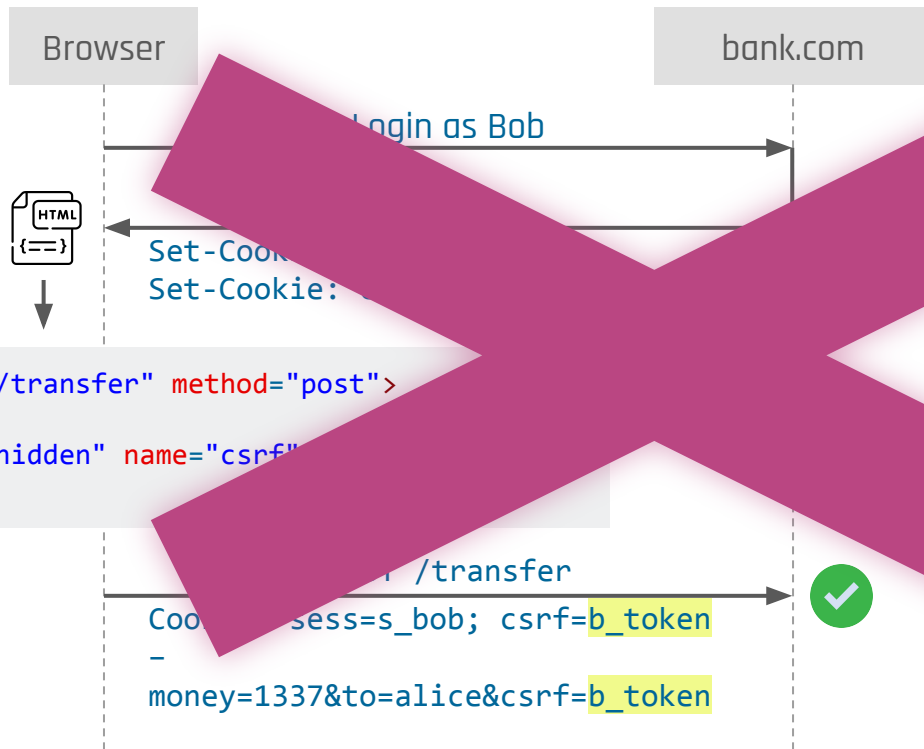 Browser
bank.com
Login as Bob
HTML
{==}
Set-Cook
Set-Cookie:
/transfer" method="post">
hidden" name="csrf"
/transfer
Coo sess=s_bob; csrf=b_token
–
money=1337&to=alice&csrf=b_token